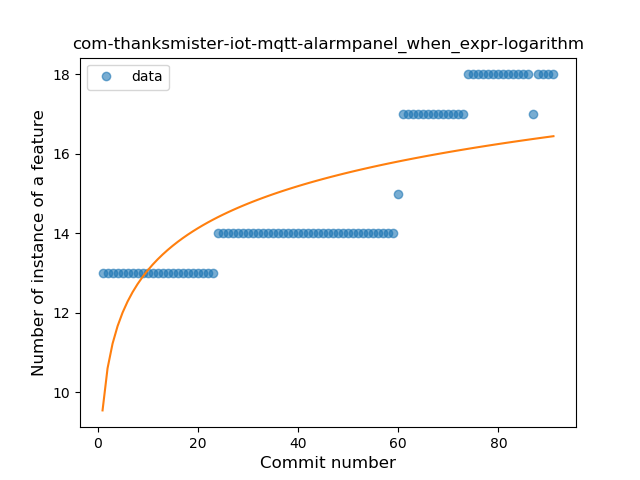 com-thanksmister-iot-mqtt-alarmpanel_when_expr-logarithm
data
Number of instance of a feature
18
16
14
12
10
0 20 40 60 80
Commit number